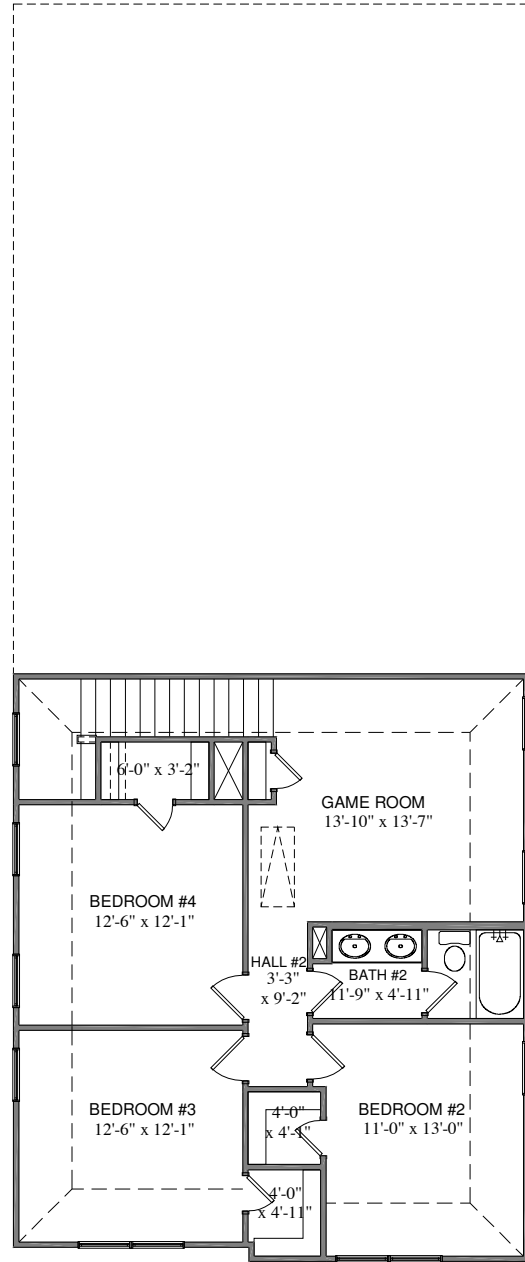 6'-0" x 3'-2"
GAME ROOM
13'-10" x 13'-7"
BEDROOM #4
12'-6" x 12'-1"
HALL #2
3'-3"
x 9'-2"
BATH #2
11'-9" x 4'-11"
BEDROOM #3
12'-6" x 12'-1"
4'-0"
x 4'-1"
BEDROOM #2
11'-0" x 13'-0"
4'-0"
x 4'-11"